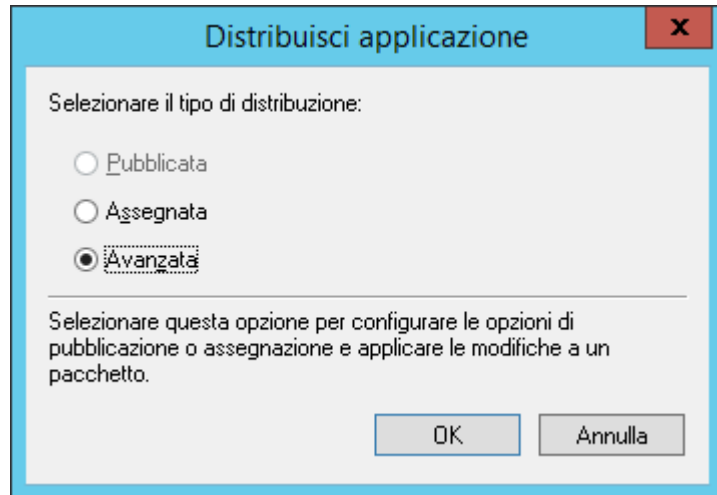 Distribuisci applicazione
x
Selezionare il tipo di distribuzione:
Pubblicata
Assegnata
Avanzata
Selezionare questa opzione per configurare le opzioni di
pubblicazione o assegnazione e applicare le modifiche a un
pacchetto.
OK Annulla